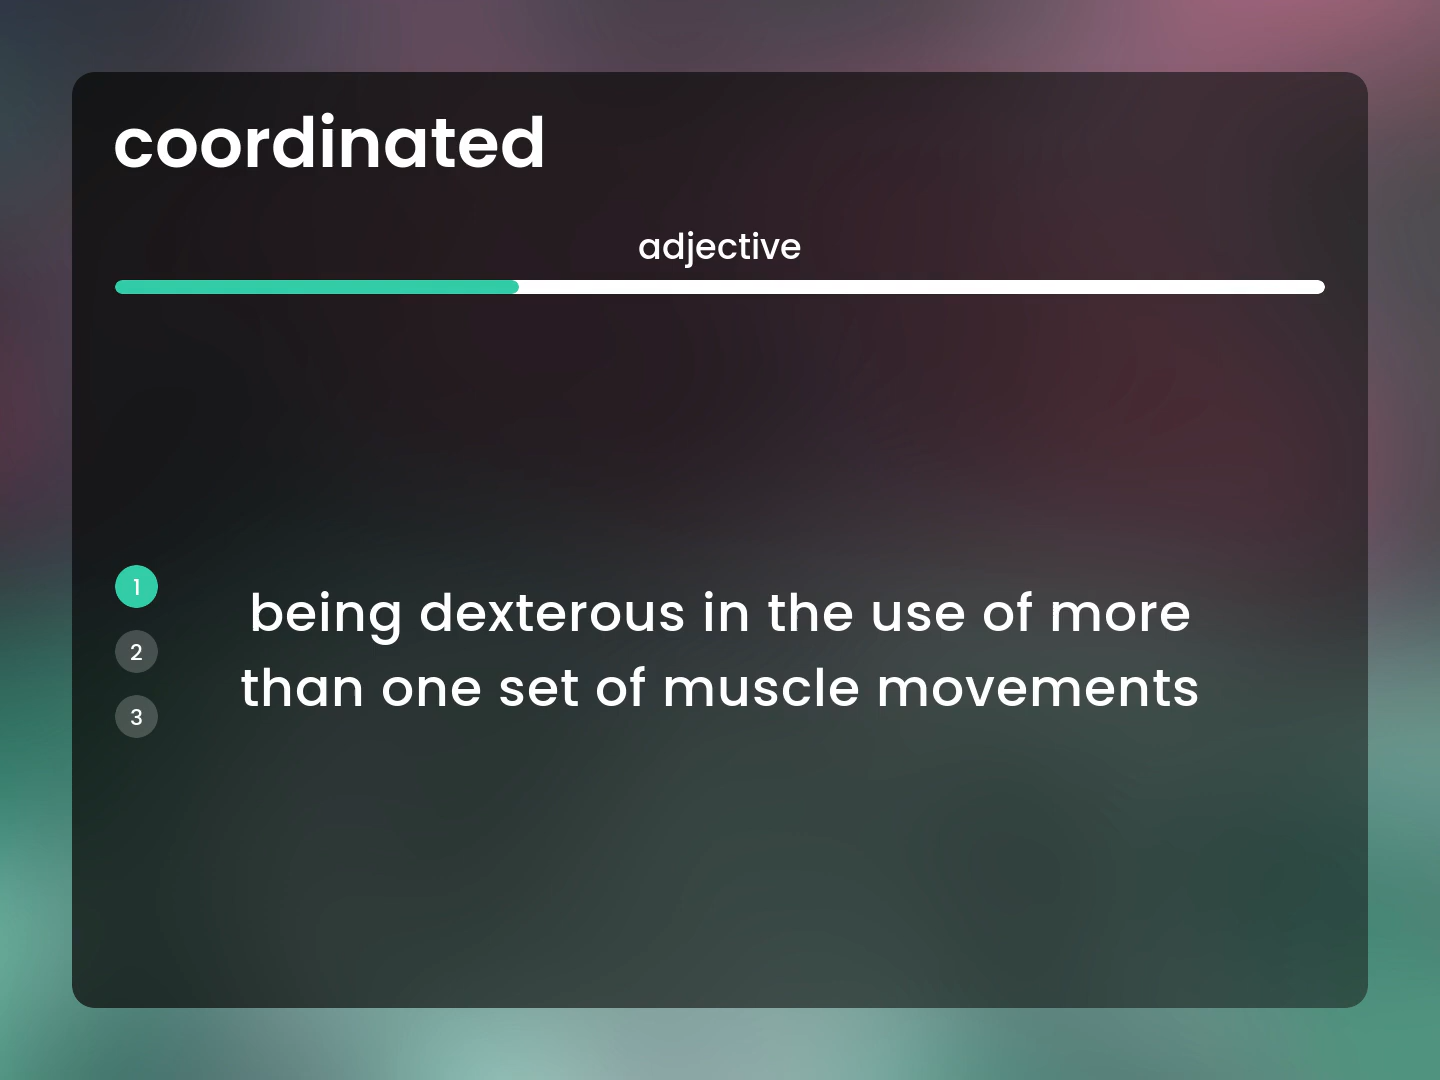 coordinated
adjective
1
being dexterous in the use of more
2
than one set of muscle movements
3